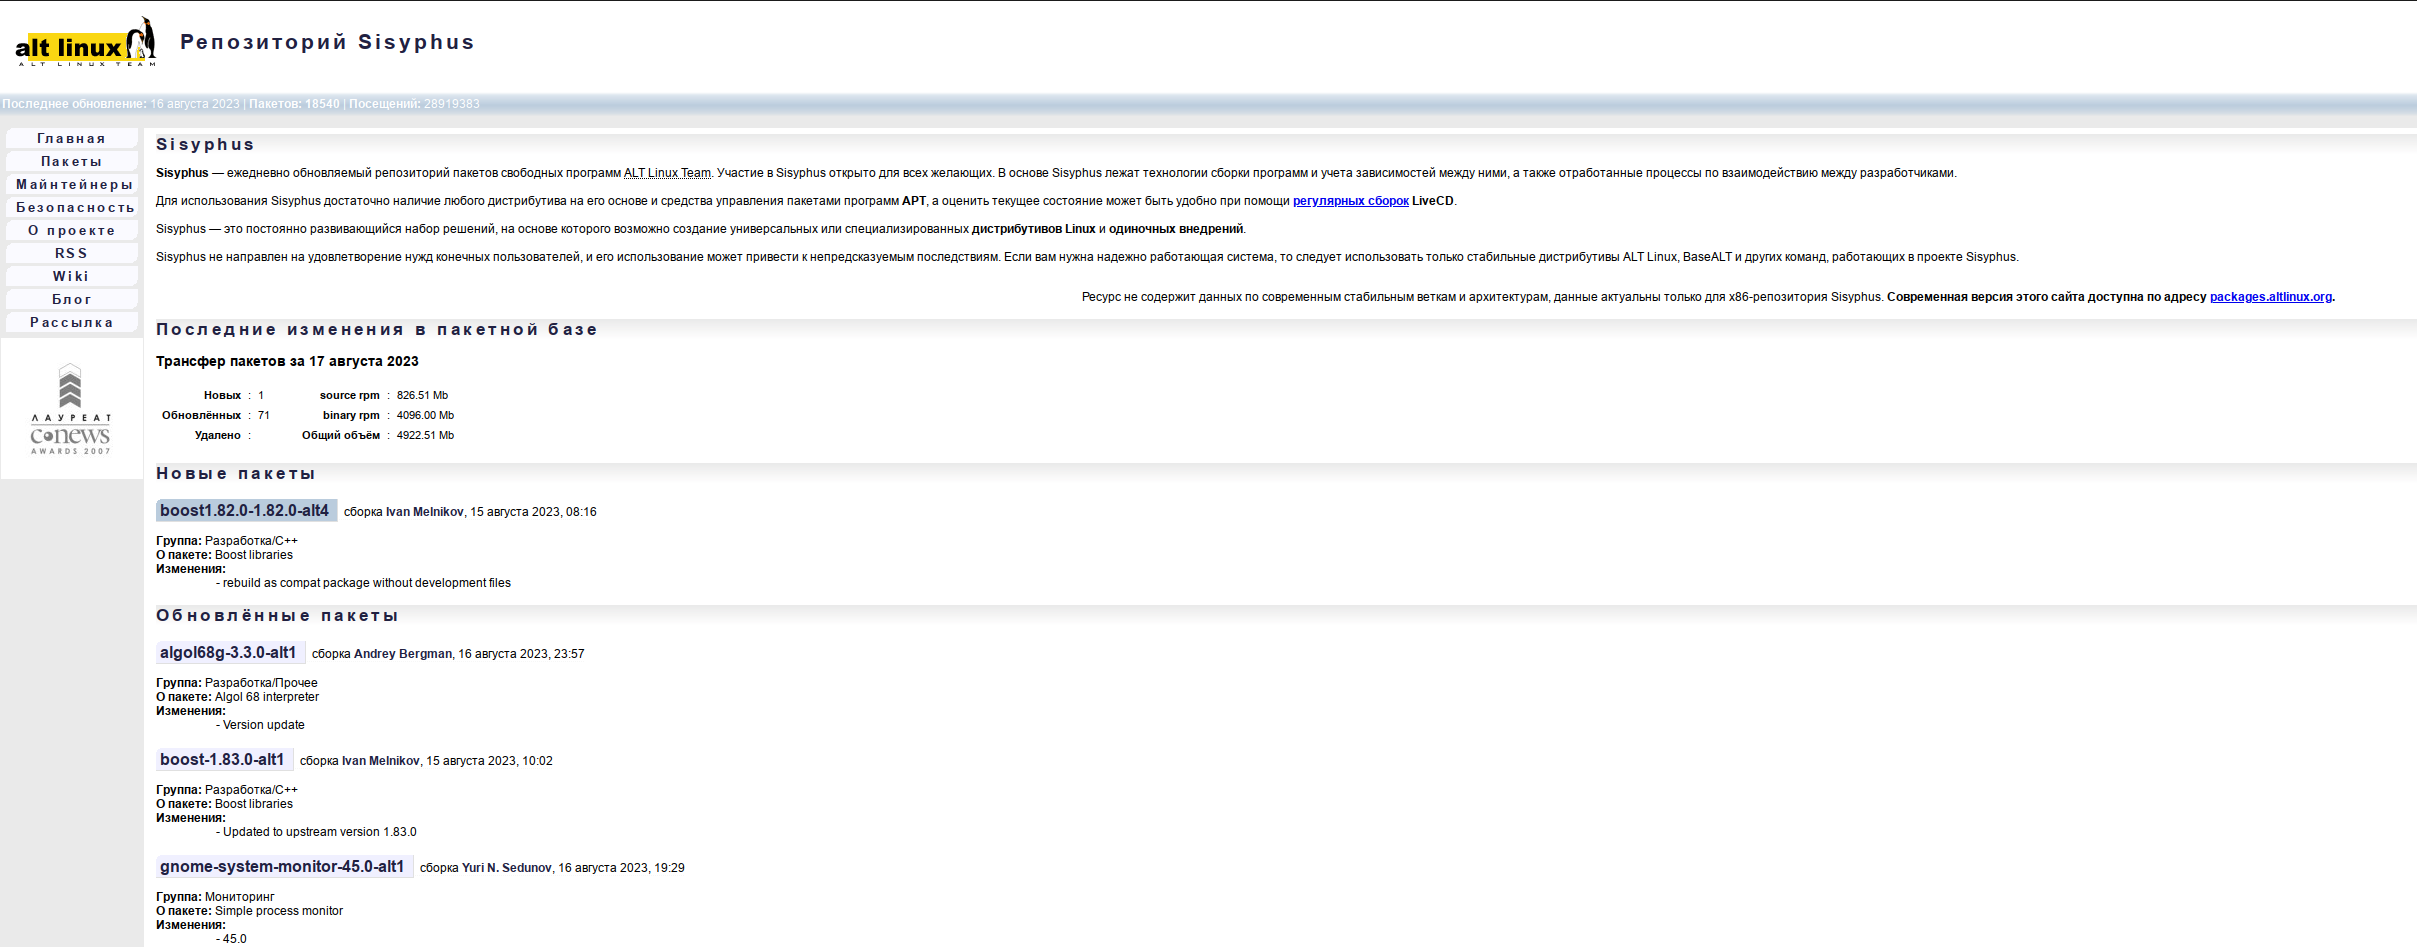 alt linux
ALT LINUX TEAM
Репозиторий Sisyphus
Последнее обновление: 16 августа 2023 | Пакетов: 18540 | Посещений: 28919383
Главная
Пакеты
Майнтейнеры
Безопасность
О проекте
RSS
Wiki
Блог
Рассылка
ЛАУРЕАТ
cnews
AWARDS 2007
Sisyphus
Sisyphus — ежедневно обновляемый репозиторий пакетов свободных программ ALT Linux Team. Участие в Sisyphus открыто для всех желающих. В основе Sisyphus лежат технологии сборки программ и учета зависимостей между ними, а также отработанные процессы по взаимодействию между разработчиками.
Для использования Sisyphus достаточно наличие любого дистрибутива на его основе и средства управления пакетами программ APT, а оценить текущее состояние может быть удобно при помощи регулярных сборок LiveCD.
Sisyphus — это постоянно развивающийся набор решений, на основе которого возможно создание универсальных или специализированных дистрибутивов Linux и одиночных внедрений.
Sisyphus не направлен на удовлетворение нужд конечных пользователей, и его использование может привести к непредсказуемым последствиям. Если вам нужна надежно работающая система, то следует использовать только стабильные дистрибутивы ALT Linux, BaseALT и других команд, работающих в проекте Sisyphus.
Ресурс не содержит данных по современным стабильным веткам и архитектурам, данные актуальны только для x86-репозитория Sisyphus. Современная версия этого сайта доступна по адресу packages.altlinux.org.
Последние изменения в пакетной базе
Трансфер пакетов за 17 августа 2023
Новых : 1 source rpm : 826.51 Mb
Обновлённых : 71 binary rpm : 4096.00 Mb
Удалено : Общий объём : 4922.51 Mb
Новые пакеты
boost1.82.0-1.82.0-alt4 сборка Ivan Melnikov, 15 августа 2023, 08:16
Группа: Разработка/C++
О пакете: Boost libraries
Изменения:
- rebuild as compat package without development files
Обновлённые пакеты
algol68g-3.3.0-alt1 сборка Andrey Bergman, 16 августа 2023, 23:57
Группа: Разработка/Прочее
О пакете: Algol 68 interpreter
Изменения:
- Version update
boost-1.83.0-alt1 сборка Ivan Melnikov, 15 августа 2023, 10:02
Группа: Разработка/C++
О пакете: Boost libraries
Изменения:
- Updated to upstream version 1.83.0
gnome-system-monitor-45.0-alt1 сборка Yuri N. Sedunov, 16 августа 2023, 19:29
Группа: Мониторинг
О пакете: Simple process monitor
Изменения:
- 45.0